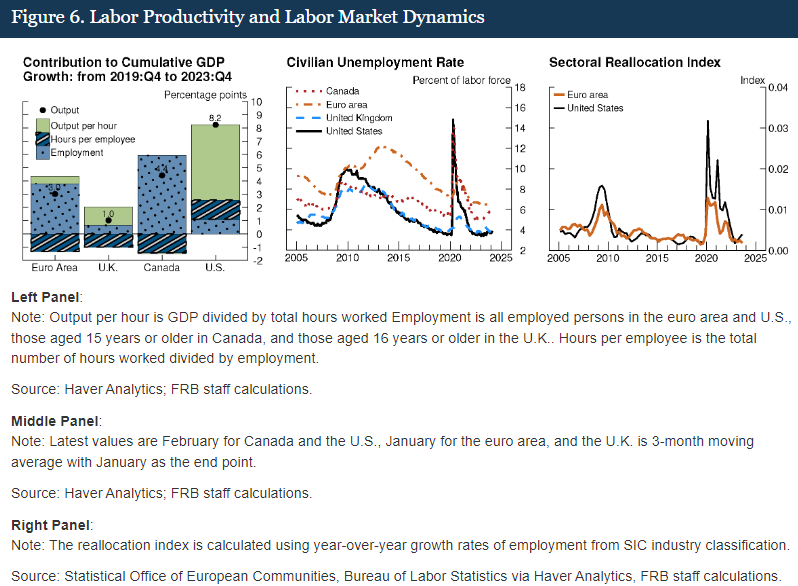 Figure 6. Labor Productivity and Labor Market Dynamics
Contribution to Cumulative GDP
Growth: from 2019:Q4 to 2023:Q4
Percentage points
Output
Output per hour
Hours per employee
Employment
10
9
8
7
6
5
4
3
2
1
0
-1
-2
3.0
1.0
8.2
Euro Area
U.K.
Canada
U.S.
Civilian Unemployment Rate
Percent of labor force
Canada
Euro area
United Kingdom
United States
18
16
14
12
10
8
6
4
2
2005
2010
2015
2020
2025
Sectoral Reallocation Index
Index
Euro area
United States
0.04
0.03
0.02
0.01
0.00
2005
2010
2015
2020
2025
Left Panel:
Note: Output per hour is GDP divided by total hours worked Employment is all employed persons in the euro area and U.S.,
those aged 15 years or older in Canada, and those aged 16 years or older in the U.K.. Hours per employee is the total
number of hours worked divided by employment.
Source: Haver Analytics; FRB staff calculations.
Middle Panel:
Note: Latest values are February for Canada and the U.S., January for the euro area, and the U.K. is 3-month moving
average with January as the end point.
Source: Haver Analytics; FRB staff calculations.
Right Panel:
Note: The reallocation index is calculated using year-over-year growth rates of employment from SIC industry classification.
Source: Statistical Office of European Communities, Bureau of Labor Statistics via Haver Analytics, FRB staff calculations.